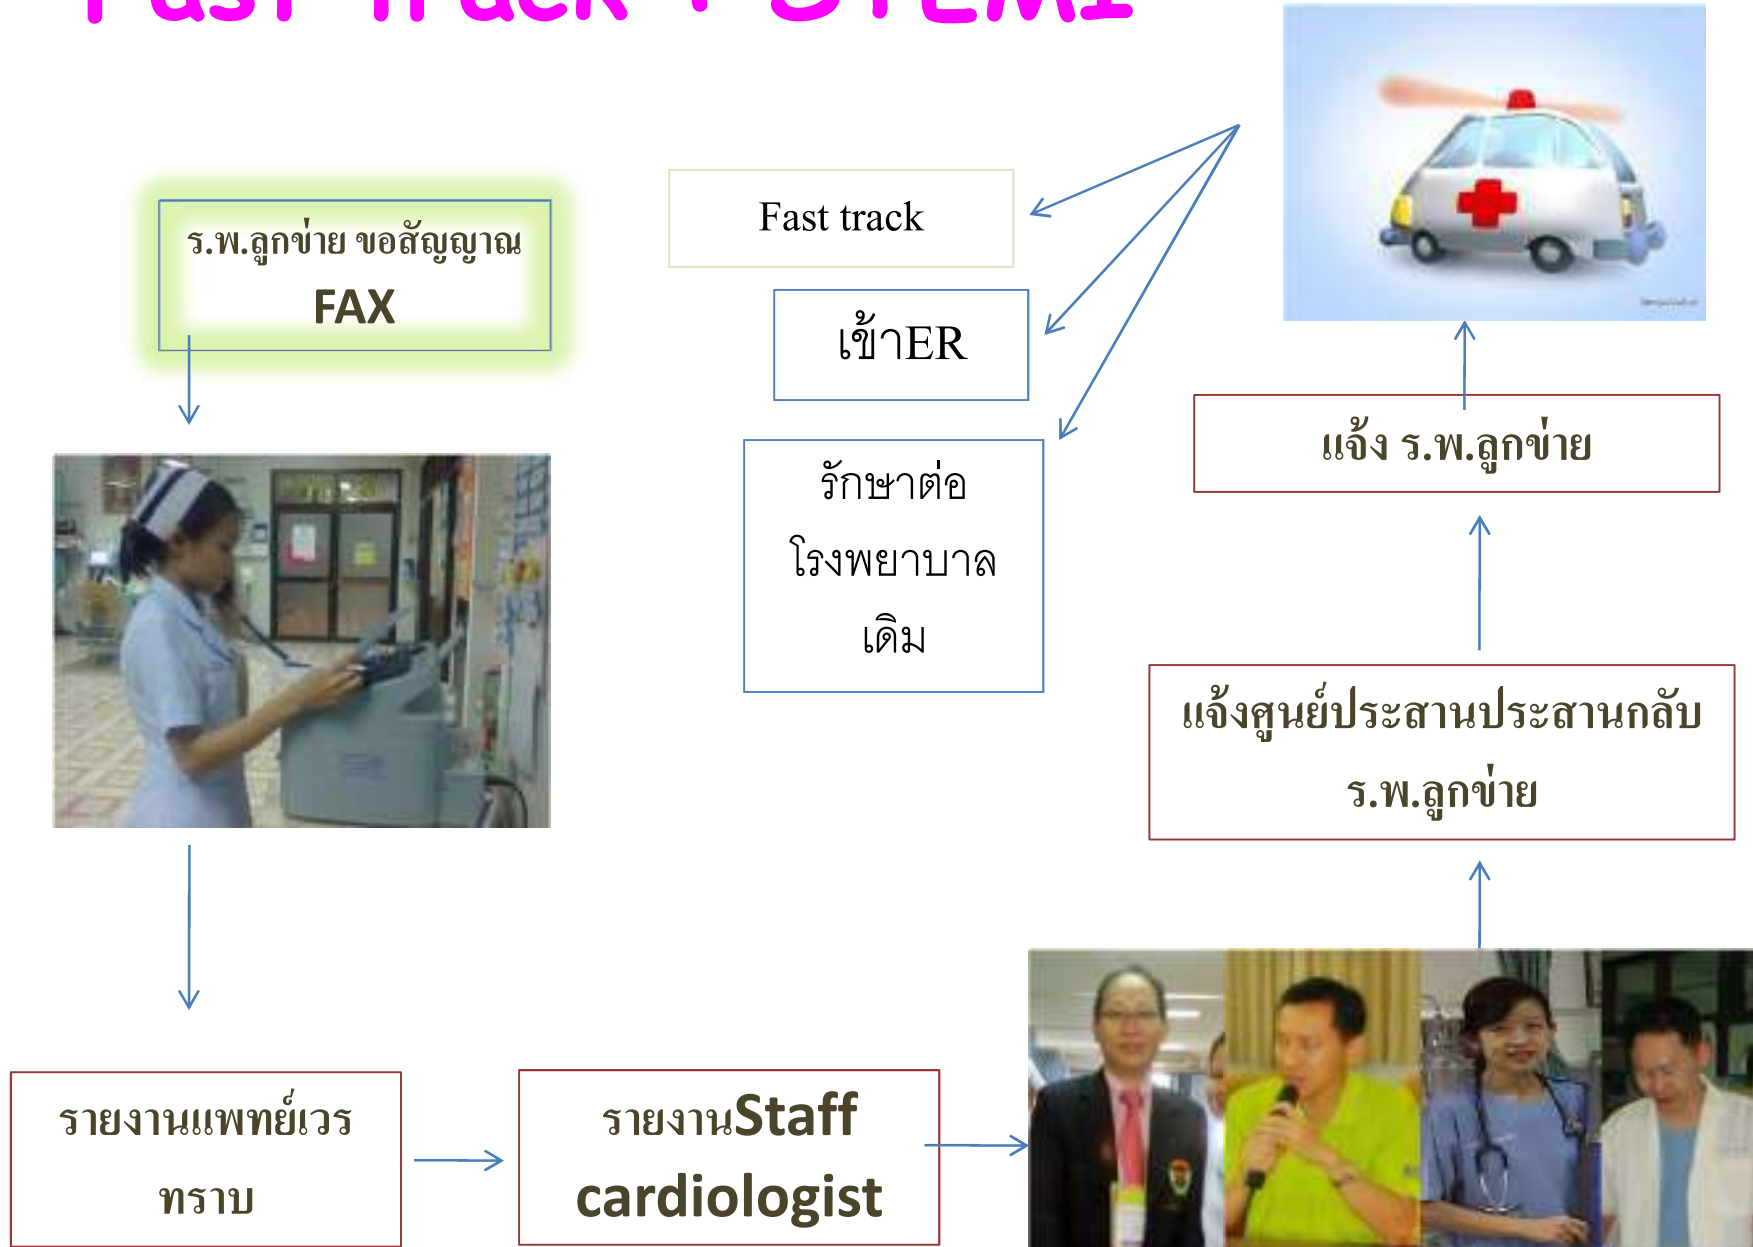 Fast Track : STEMI
ร.พ.ลูกข่าย ขอสัญญาณ
FAX
Fast track
เข้าER
รักษาต่อ
โรงพยาบาล
เดิม
แจ้ง ร.พ.ลูกข่าย
แจ้งศูนย์ประสานประสานกลับ
ร.พ.ลูกข่าย
รายงานแพทย์เวร
ทราบ
รายงานStaff
cardiologist